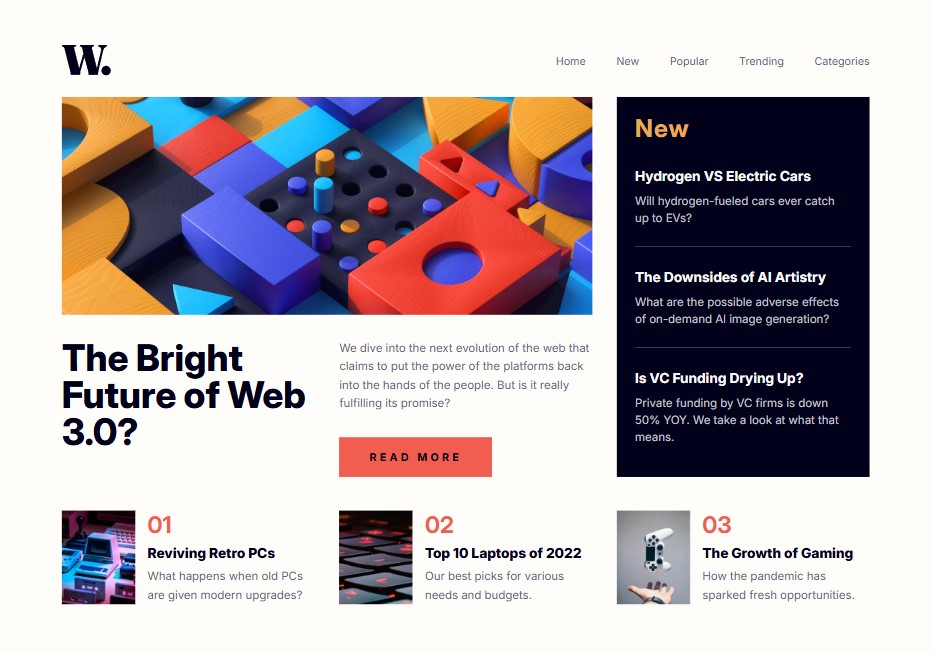 W.
Home
New
Popular
Trending
Categories
The Bright
Future of Web
3.0?
We dive into the next evolution of the web that
claims to put the power of the platforms back
into the hands of the people. But is it really
fulfilling its promise?
READ MORE
New
Hydrogen VS Electric Cars
Will hydrogen-fueled cars ever catch
up to EVs?
The Downsides of AI Artistry
What are the possible adverse effects
of on-demand AI image generation?
Is VC Funding Drying Up?
Private funding by VC firms is down
50% YOY. We take a look at what that
means.
01
Reviving Retro PCs
What happens when old PCs
are given modern upgrades?
02
Top 10 Laptops of 2022
Our best picks for various
needs and budgets.
03
The Growth of Gaming
How the pandemic has
sparked fresh opportunities.